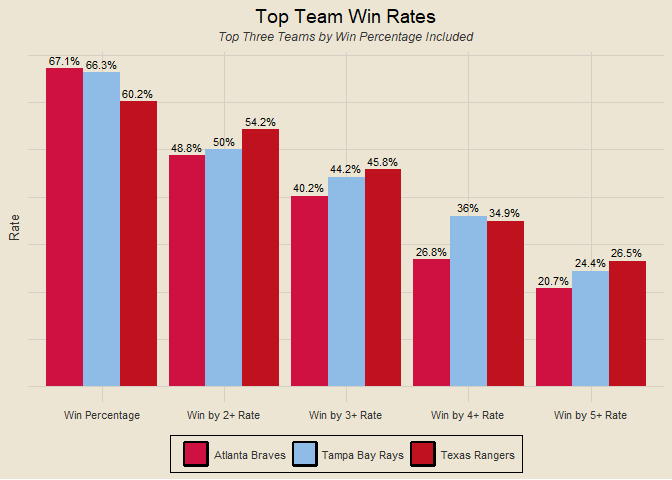 Top Team Win Rates
Top Three Teams by Win Percentage Included
Rate
67.1% 66.3% 60.2% 48.8% 50% 54.2% 40.2% 44.2% 45.8% 26.8% 36% 34.9% 20.7% 24.4% 26.5%
Win Percentage Win by 2+ Rate Win by 3+ Rate Win by 4+ Rate Win by 5+ Rate
Atlanta Braves Tampa Bay Rays Texas Rangers